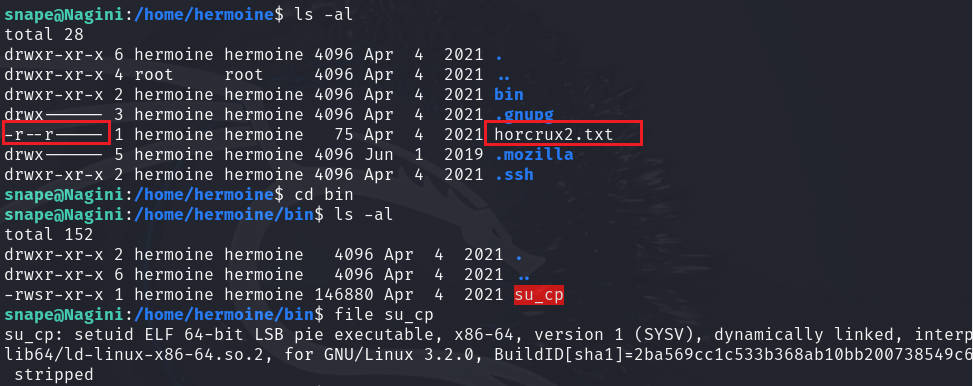 snape@Nagini:/home/hermoine$ ls -al
total 28
drwxr-xr-x 6 hermoine hermoine 4096 Apr  4  2021 .
drwxr-xr-x 4 root     root     4096 Apr  4  2021 ..
drwxr-xr-x 2 hermoine hermoine 4096 Apr  4  2021 bin
drwx------ 3 hermoine hermoine 4096 Apr  4  2021 .gnupg
-r--r----- 1 hermoine hermoine   75 Apr  4  2021 horcrux2.txt
drwx------ 5 hermoine hermoine 4096 Jun  1  2019 .mozilla
drwxr-xr-x 2 hermoine hermoine 4096 Apr  4  2021 .ssh
snape@Nagini:/home/hermoine$ cd bin
snape@Nagini:/home/hermoine/bin$ ls -al
total 152
drwxr-xr-x 2 hermoine hermoine   4096 Apr  4  2021 .
drwxr-xr-x 6 hermoine hermoine   4096 Apr  4  2021 ..
-rwsr-xr-x 1 hermoine hermoine 146880 Apr  4  2021 su_cp
snape@Nagini:/home/hermoine/bin$ file su_cp
su_cp: setuid ELF 64-bit LSB pie executable, x86-64, version 1 (SYSV), dynamically linked, interp
lib64/ld-linux-x86-64.so.2, for GNU/Linux 3.2.0, BuildID[sha1]=2ba569cc1c533b368ab10bb200738549c6
 stripped